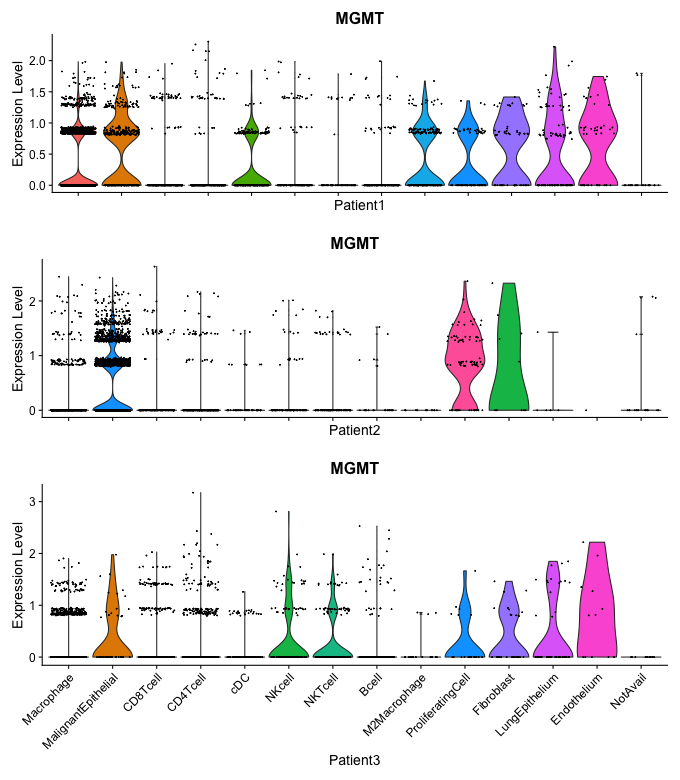 MGMT
Expression Level
2.0
1.5
1.0
0.5
0.0
Patient1
MGMT
Expression Level
2
1
0
Patient2
MGMT
Expression Level
3
2
1
0
Macrophage
MalignantEpithelial
CD8Tcell
CD4Tcell
cDC
NKcell
NKTcell
Bcell
M2Macrophage
ProliferatingCell
Fibroblast
LungEpithelium
Endothelium
NotAvail
Patient3